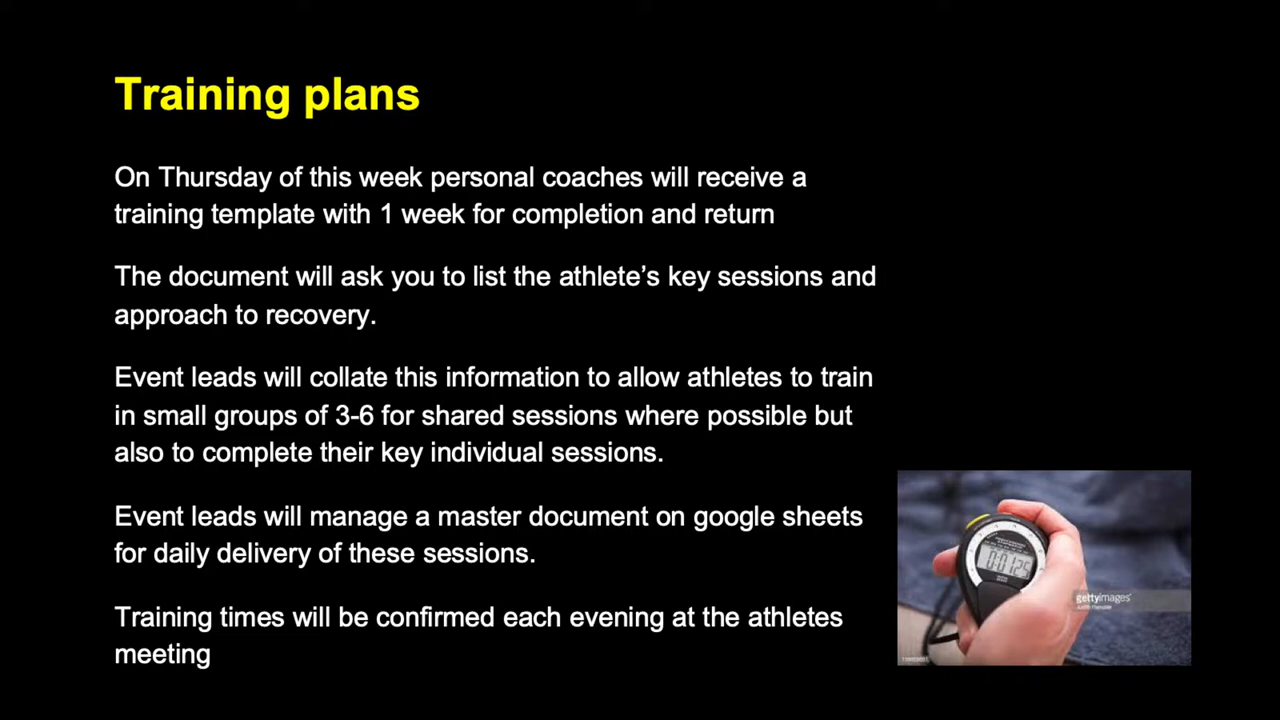 Training plans
On Thursday of this week personal coaches will receive a
training template with 1 week for completion and return
The document will ask you to list the athlete's key sessions and
approach to recovery.
Event leads will collate this information to allow athletes to train
in small groups of 3-6 for shared sessions where possible but
also to complete their key individual sessions.
Event leads will manage a master document on google sheets
for daily delivery of these sessions.
Training times will be confirmed each evening at the athletes
meeting
gettyimages